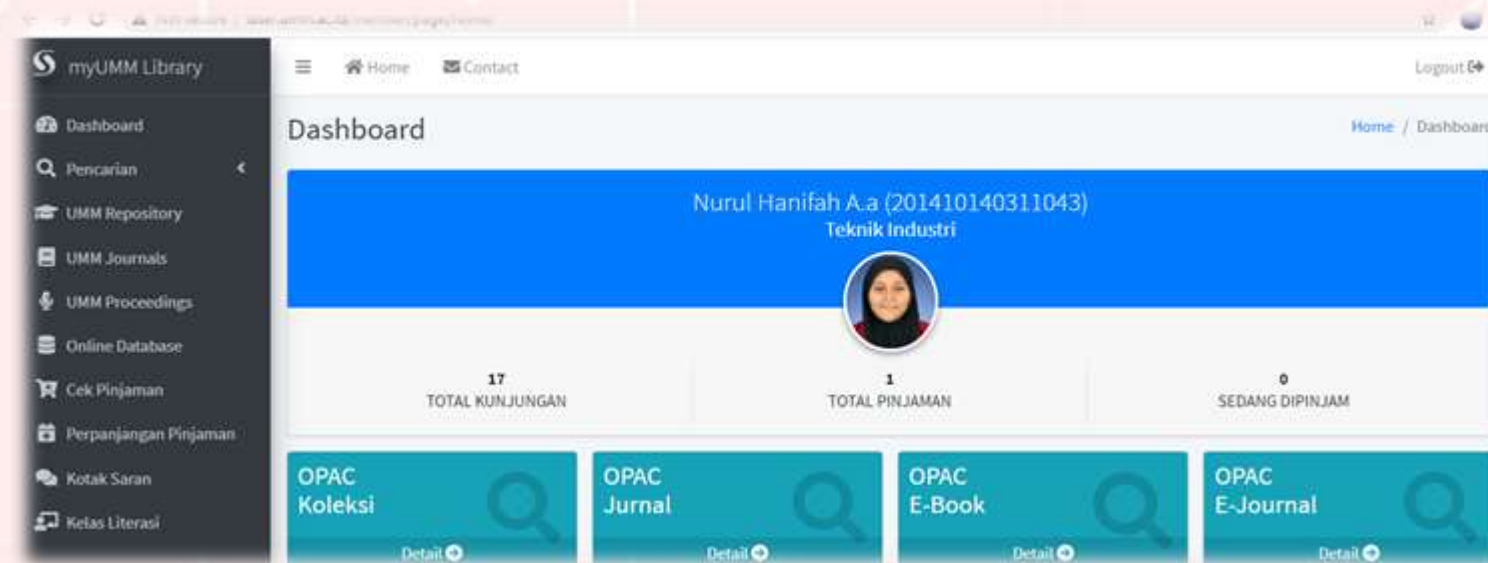 myUMM Library
Home Contact
Logout
Dashboard
Pencarian
UMM Repository
UMM Journals
UMM Proceedings
Online Database
Cek Pinjaman
Perpanjangan Pinjaman
Kotak Saran
Kelas Literasi
Dashboard
Home / Dashboard
Nurul Hanifah A.a (201410140311043)
Teknik Industri
17
TOTAL KUNJUNGAN
1
TOTAL PINJAMAN
0
SEDANG DIPINJAM
OPAC
Koleksi
Detail
OPAC
Jurnal
Detail
OPAC
E-Book
Detail
OPAC
E-Journal
Detail